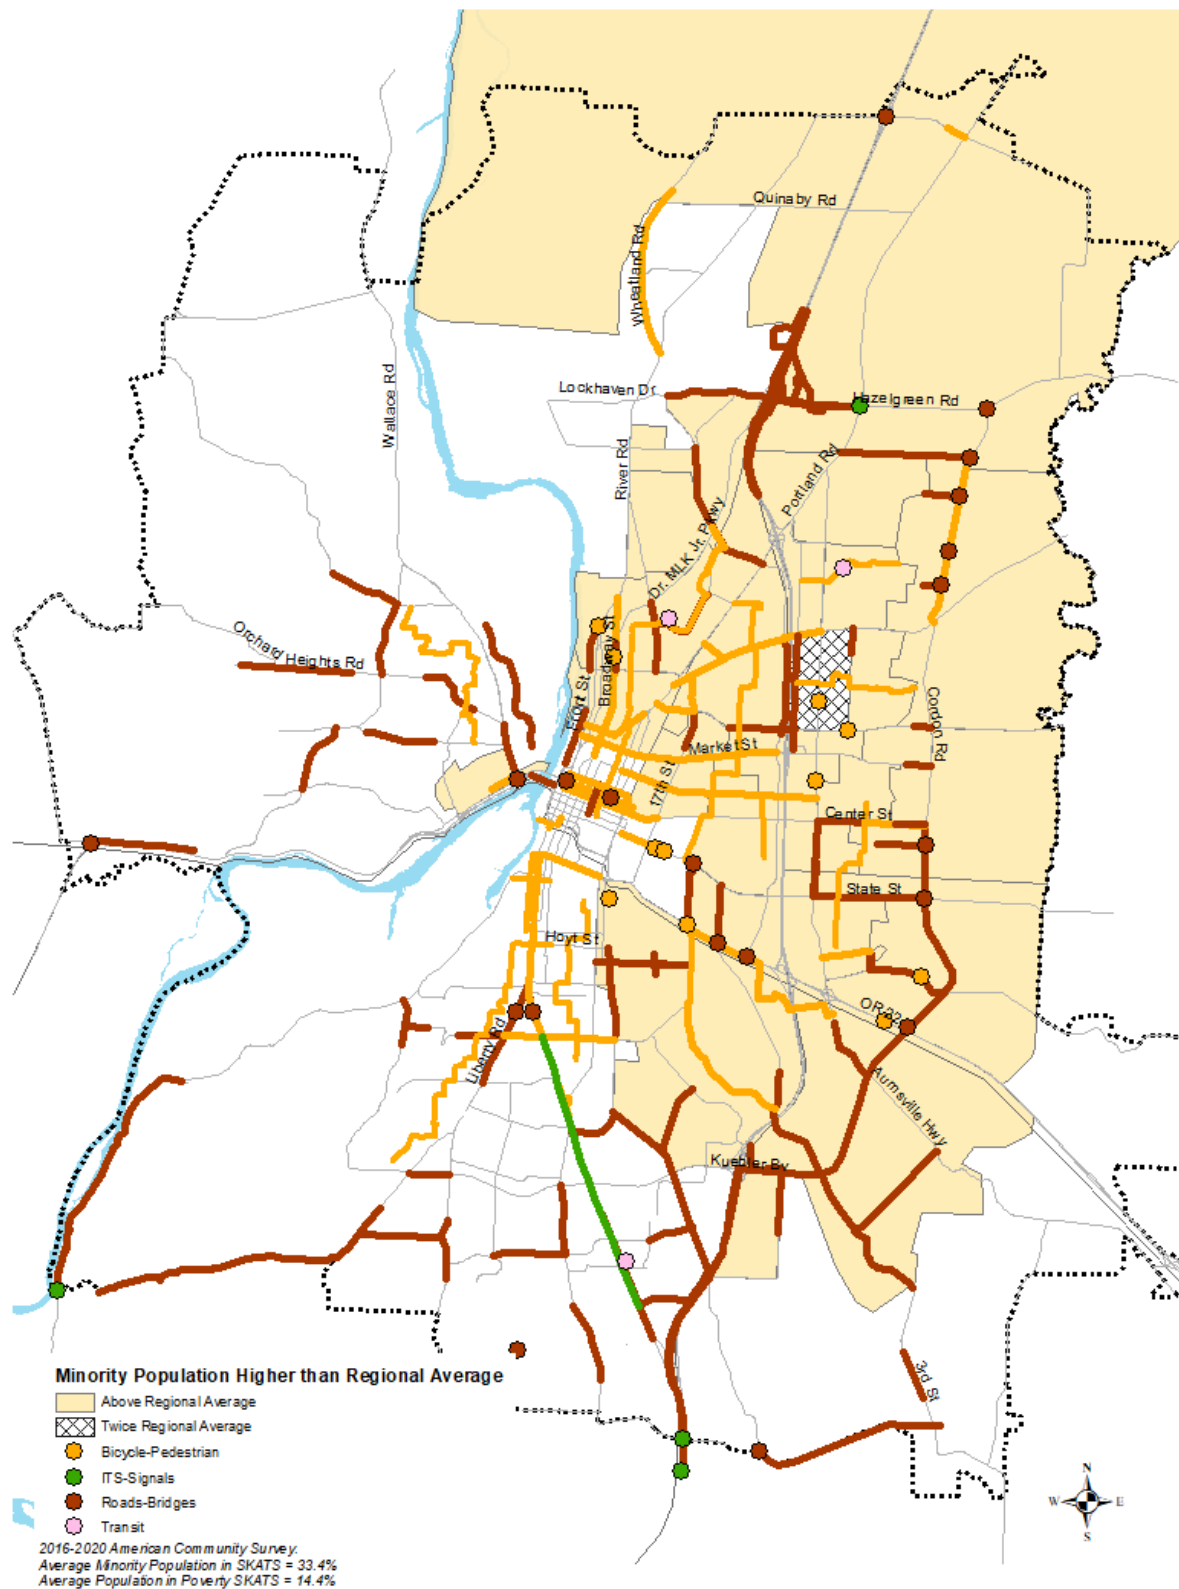 Quinaby Rd
Wheatland Rd
Lockhaven Dr
Hazelgreen Rd
Wallace Rd
River Rd
Portland Rd
Dr. MLK Jr. Pkwy
Orchard Heights Rd
Broadway St
Front St
Cordon Rd
Market St
17th St
Center St
State St
Hoyt St
OR 22
Liberty Rd
Aumsville Hwy
Kuebler Bv
3rd St
Minority Population Higher than Regional Average
Above Regional Average
Twice Regional Average
Bicycle-Pedestrian
ITS-Signals
Roads-Bridges
Transit
N
W E
S
2016-2020 American Community Survey.
Average Minority Population in SKATS = 33.4%
Average Population in Poverty SKATS = 14.4%